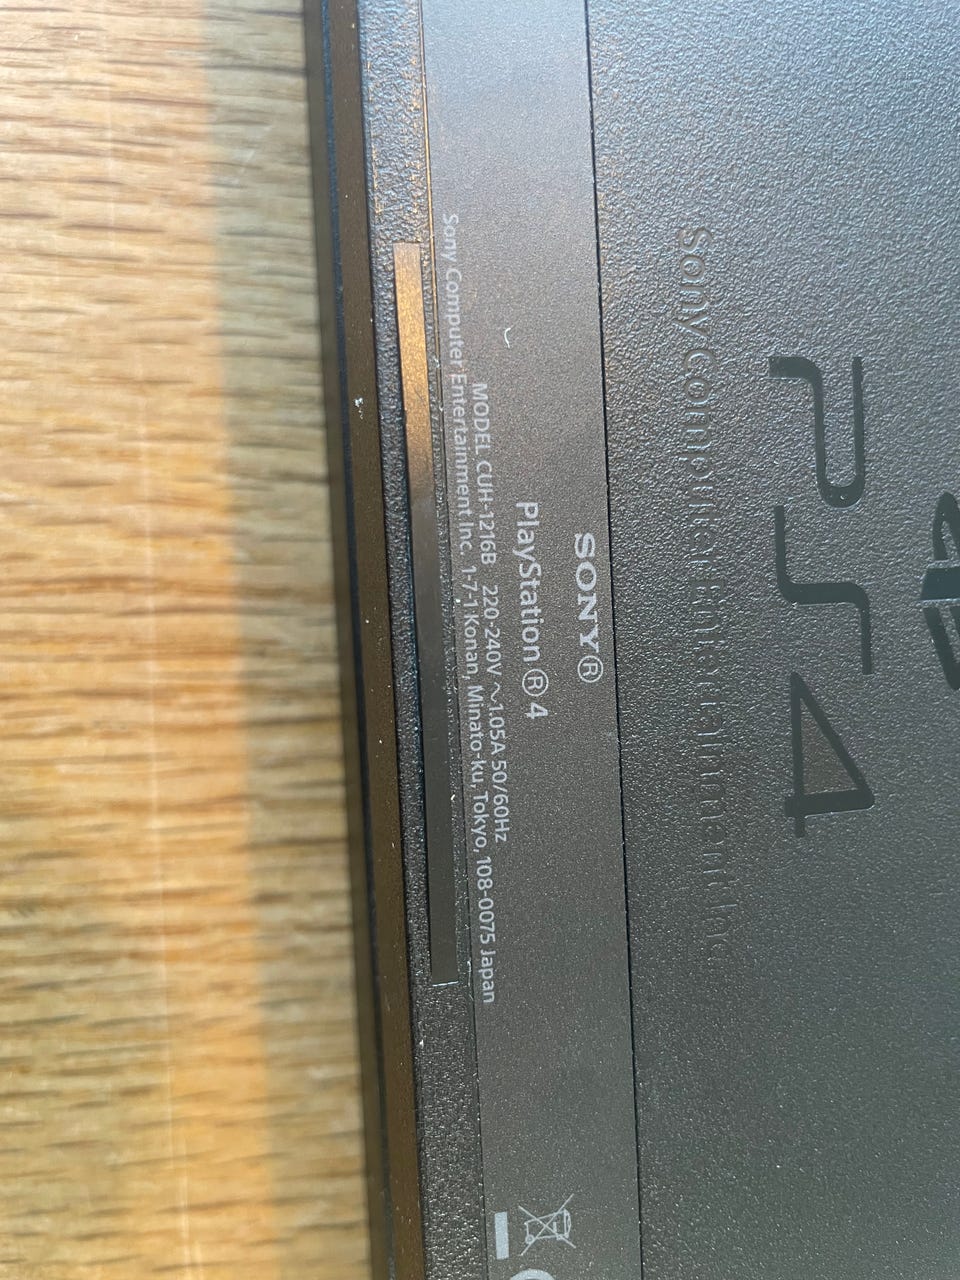 SONY®
PlayStation®4
MODEL CUH-1216B 220-240V ~1.05A 50/60Hz
Sony Computer Entertainment Inc. 1-7-1 Konan, Minato-ku, Tokyo, 108-0075 Japan
PS4
Sony Computer Entertainment Inc.